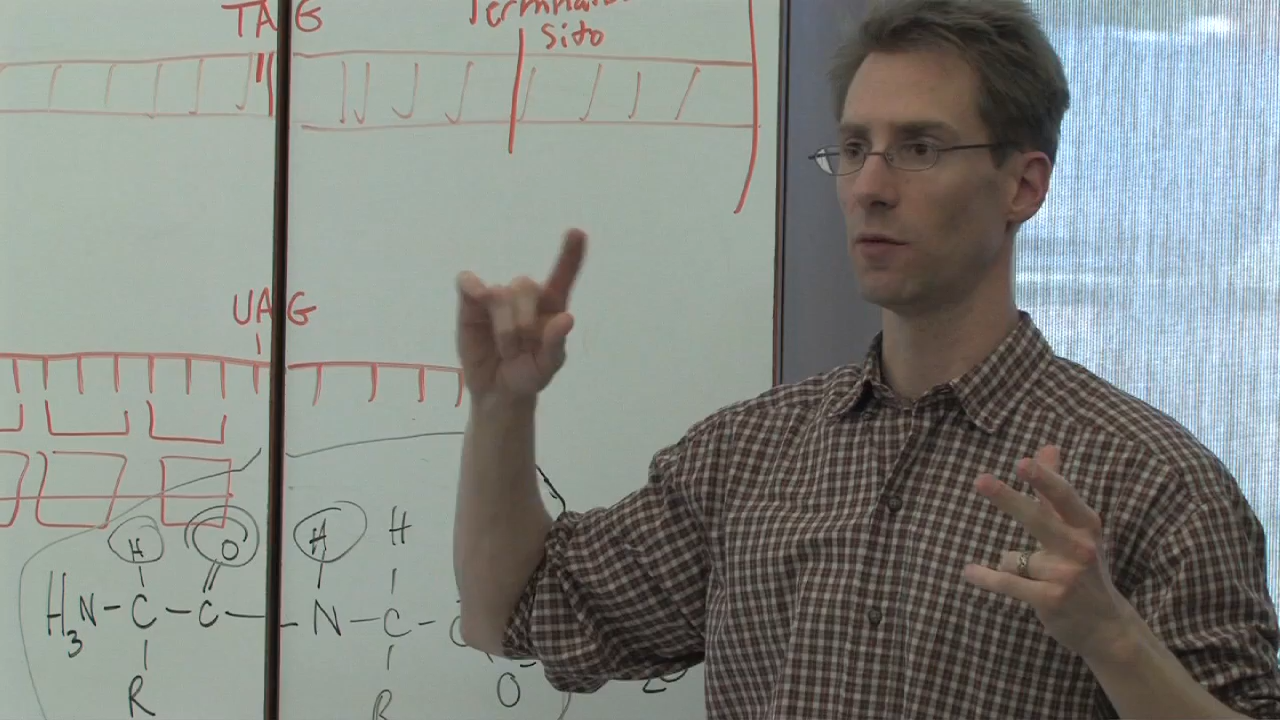 TAG
sito
UAG
H O H H
H3N-C-C-N-C-
O-
R R